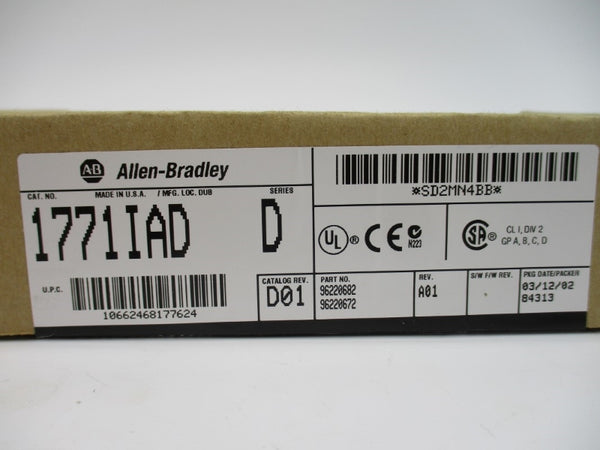 AB Allen-Bradley
CAT. NO. MADE IN U.S.A. / MFG. LOC. DUB SERIES
1771IAD D
U.P.C.
10662468177624
CATALOG REV.
D01
*SD2MN4BB*
UL ® CE N223 SA ® CL I, DIV 2
GP A, B, C, D
PART NO.
96220682
96220672
REV.
A01
S/W F/W REV.
PKG DATE/PACKER
03/12/02
84313